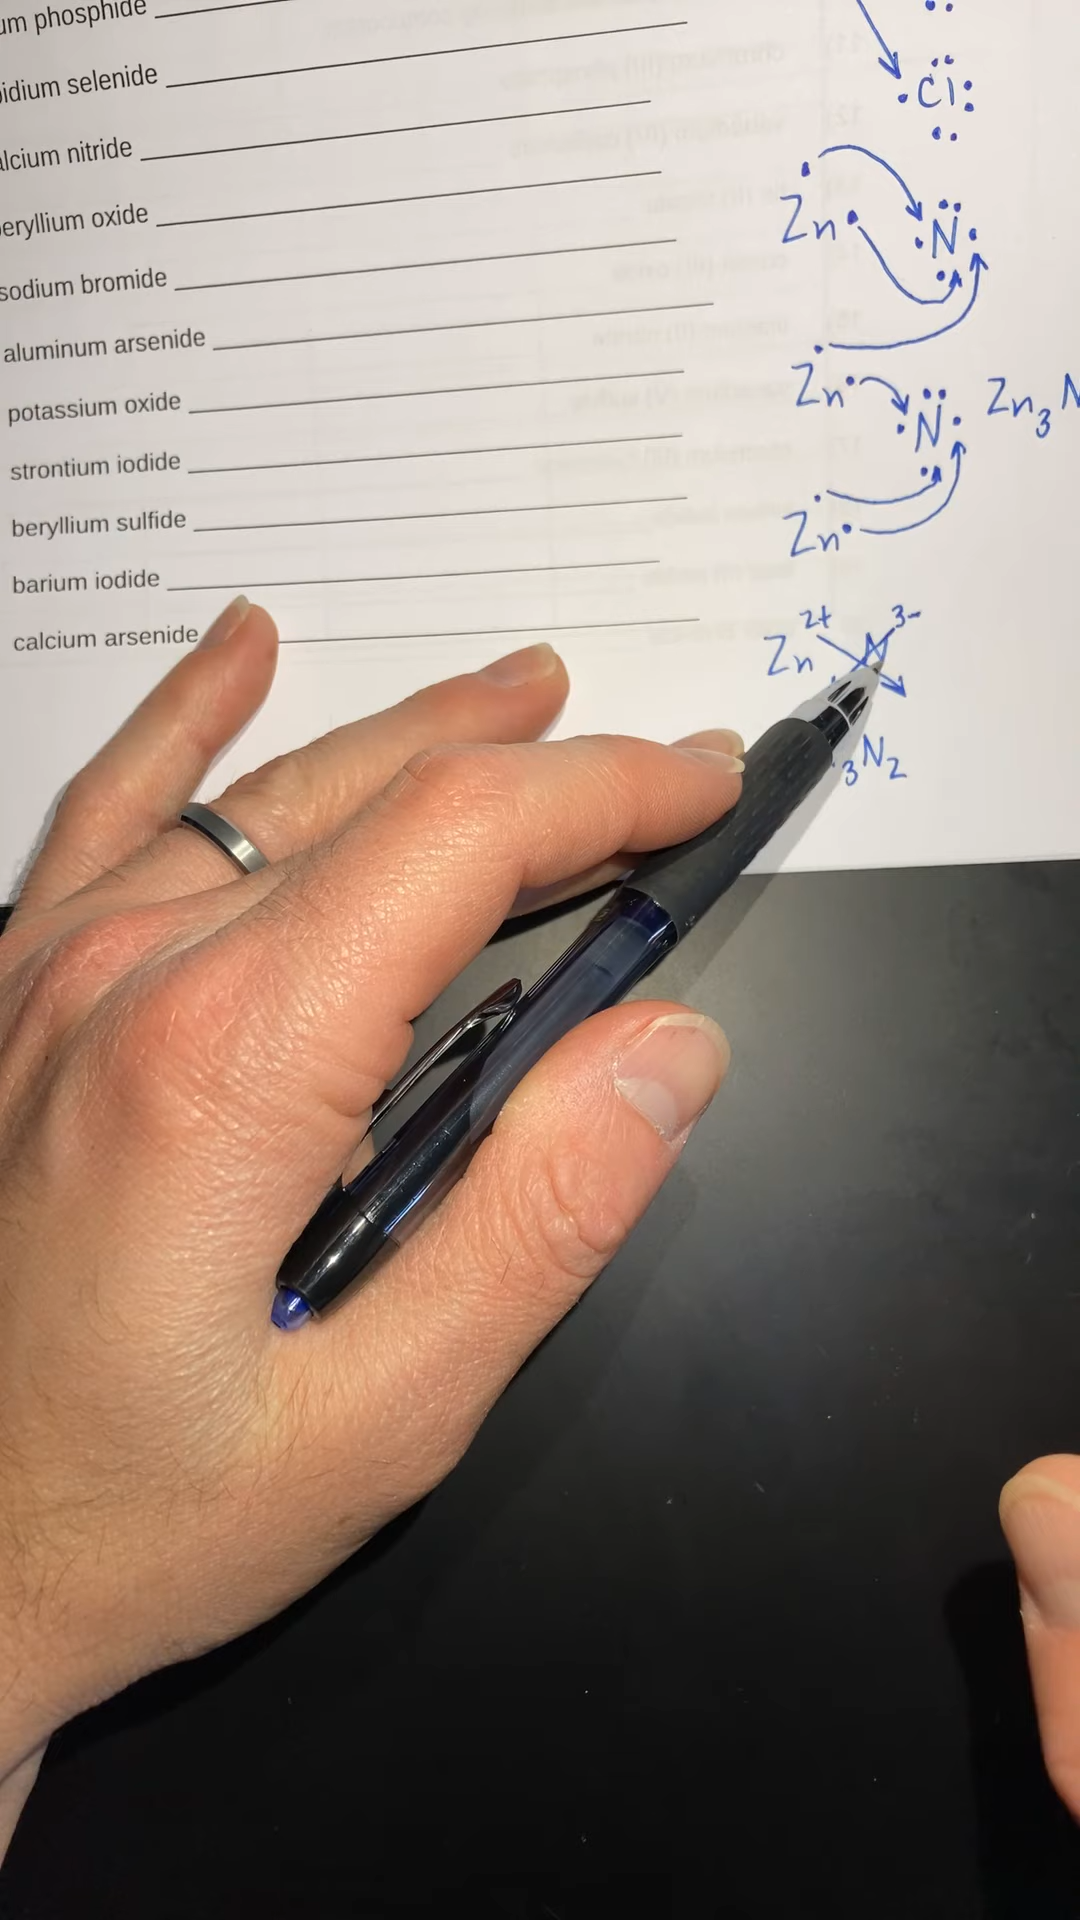 um phosphide
idium selenide
alcium nitride
eryllium oxide
sodium bromide
aluminum arsenide
potassium oxide
strontium iodide
beryllium sulfide
barium iodide
calcium arsenide
Cl
Zn N
Zn N Zn3 N
Zn
Zn 2+ N 3-
3N2